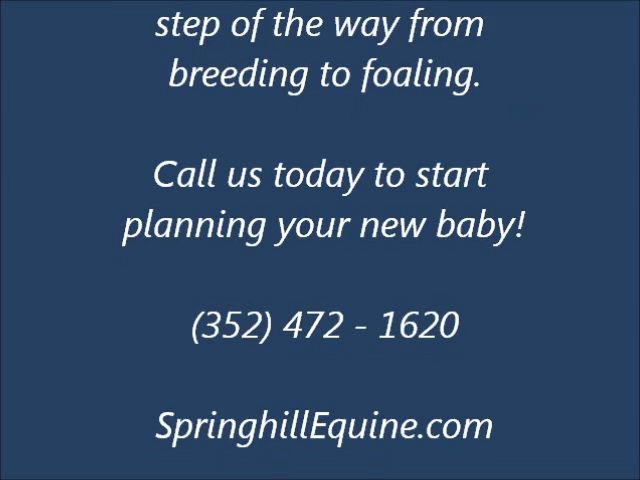 step of the way from
breeding to foaling.
Call us today to start
planning your new baby!
(352) 472 - 1620
SpringhillEquine.com